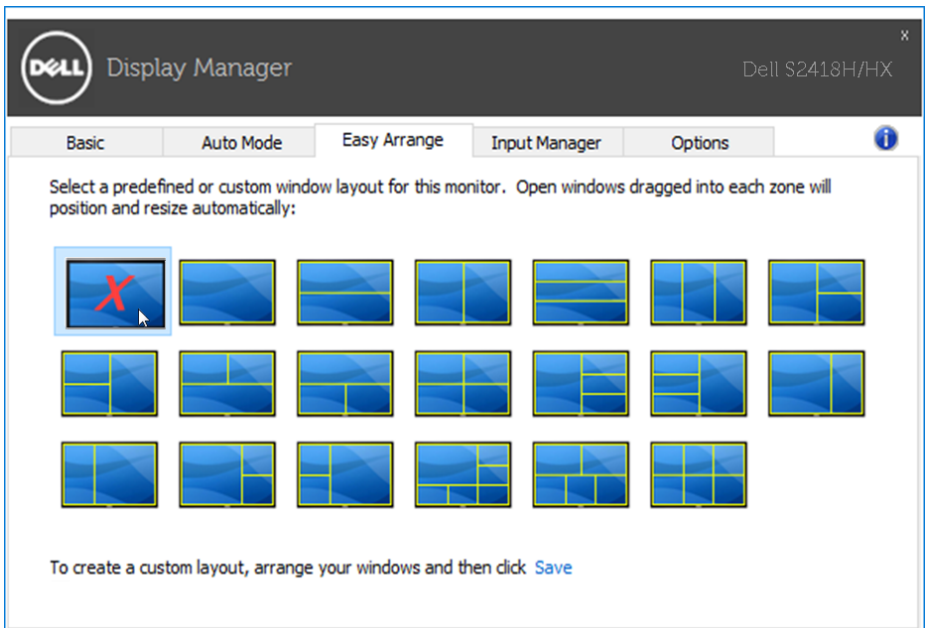 X
DELL Display Manager
Dell S2418H/HX
Basic Auto Mode Easy Arrange Input Manager Options i
Select a predefined or custom window layout for this monitor. Open windows dragged into each zone will
position and resize automatically:
X
To create a custom layout, arrange your windows and then click Save